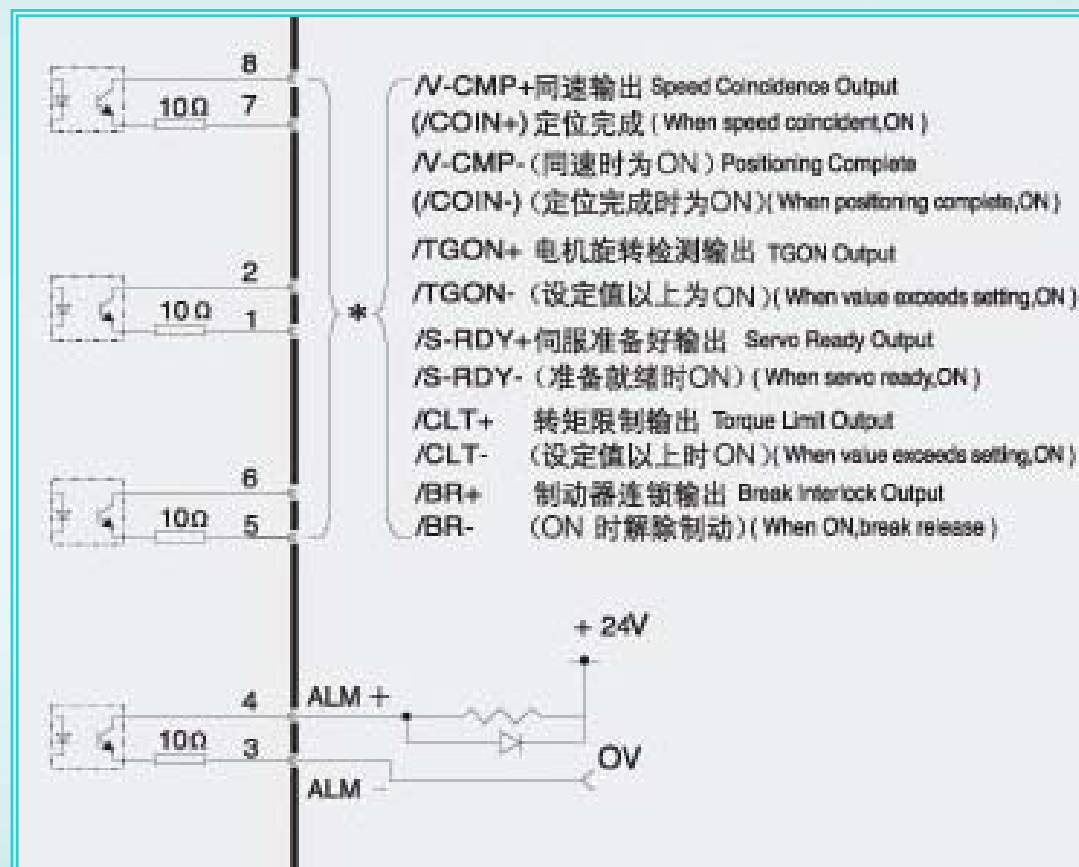 8
/V-CMP+同速输出 Speed Coincidence Output
10Ω 7
(/COIN+) 定位完成 ( When speed coincident,ON )
/V-CMP- (同速时为ON) Positioning Complete
(/COIN-) (定位完成时为ON)( When positioning complete,ON )
2
/TGON+ 电机旋转检测输出 TGON Output
10Ω 1
*
/TGON- (设定值以上为ON)( When value exceeds setting,ON )
/S-RDY+伺服准备好输出 Servo Ready Output
/S-RDY- (准备就绪时ON) ( When servo ready,ON )
/CLT+ 转矩限制输出 Torque Limit Output
/CLT- (设定值以上时ON)( When value exceeds setting,ON )
6
/BR+ 制动器连锁输出 Break Interlock Output
10Ω 5
/BR- (ON 时解除制动)( When ON,break release )
+ 24V
4 ALM +
10Ω 3
0V
ALM -